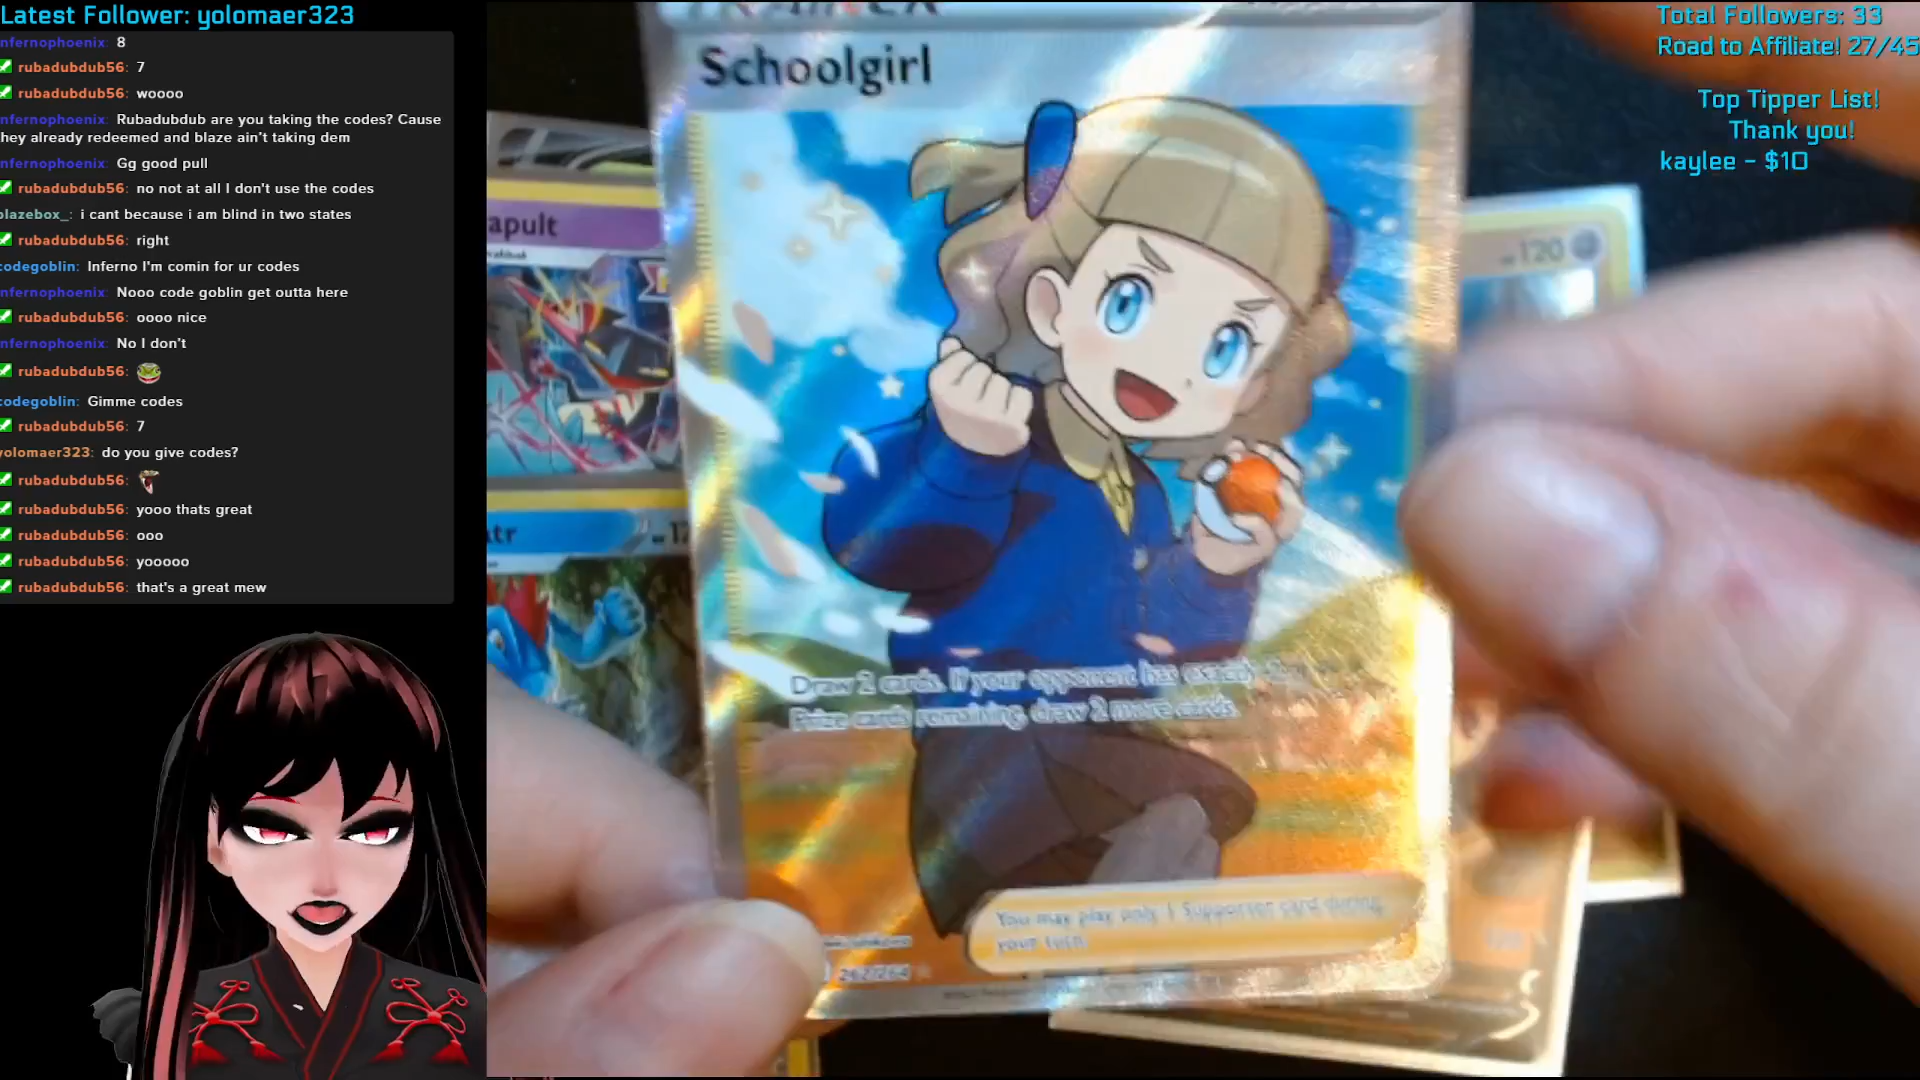 Latest Follower: yolomaer323
nfernophoenix: 8
rubadubdub56: 7
rubadubdub56: woooo
nfernophoenix: Rubadubdub are you taking the codes? Cause
hey already redeemed and blaze ain't taking dem
nfernophoenix: Gg good pull
rubadubdub56: no not at all I don't use the codes
blazebox_: i cant because i am blind in two states
rubadubdub56: right
codegoblin: Inferno I'm comin for ur codes
nfernophoenix: Nooo code goblin get outta here
rubadubdub56: oooo nice
nfernophoenix: No I don't
rubadubdub56:
codegoblin: Gimme codes
rubadubdub56: 7
yolomaer323: do you give codes?
rubadubdub56:
rubadubdub56: yooo thats great
rubadubdub56: ooo
rubadubdub56: yooooo
rubadubdub56: that's a great mew
Total Followers: 33
Road to Affiliate! 27/45
Top Tipper List!
Thank you!
kaylee - $10
Schoolgirl
Draw 2 cards. If your opponent has exactly
Prize cards remaining, draw 2 more cards.
You may play only 1 Supporter card during
your turn.
262/264
apult
atr
120